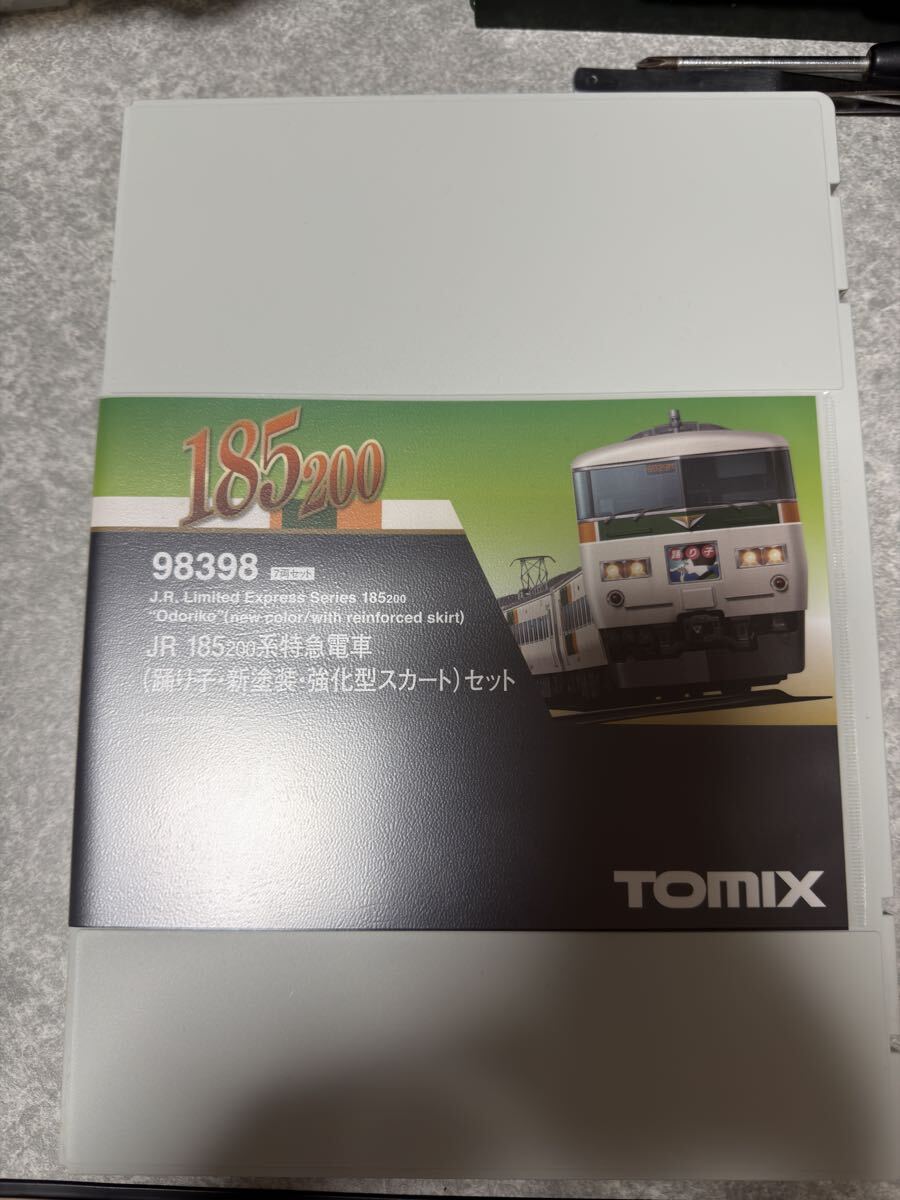 185200
98398 7両セット
J.R. Limited Express Series 185200
"Odoriko"(new color/with reinforced skirt)
JR 185200系特急電車
(踊り子・新塗装・強化型スカート)セット
踊り子
TOMIX